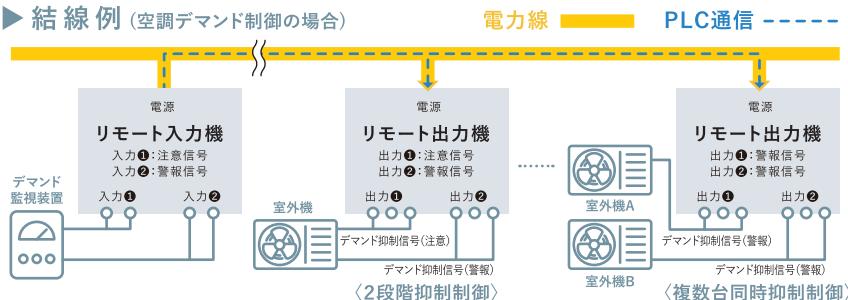 ▶結線例(空調デマンド制御の場合)
電力線
PLC通信
電源
リモート入力機
入力❶:注意信号
入力❷:警報信号
入力❶
入力❷
デマンド
監視装置
電源
リモート出力機
出力❶:注意信号
出力❷:警報信号
出力❶
出力❷
室外機
デマンド抑制信号(注意)
デマンド抑制信号(警報)
〈2段階抑制制御〉
電源
リモート出力機
出力❶:警報信号
出力❷:警報信号
出力❶
出力❷
室外機A
室外機B
デマンド抑制信号(警報)
デマンド抑制信号(警報)
〈複数台同時抑制制御〉